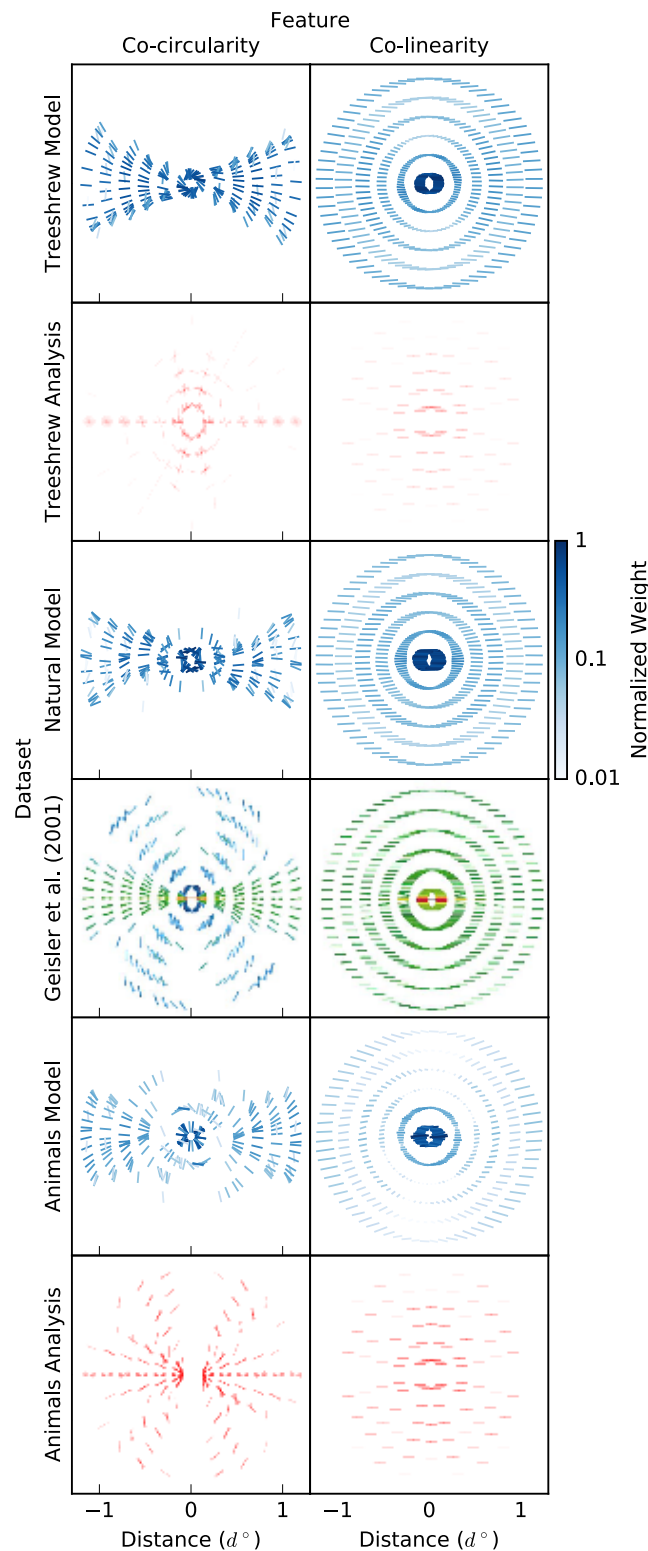 Feature
Co-circularity
Co-linearity
Dataset
Treeshrew Model
Treeshrew Analysis
Natural Model
Geisler et al. (2001)
Animals Model
Animals Analysis
1
0.1
0.01
Normalized Weight
−1 0 1
−1 0 1
Distance (d°)
Distance (d°)